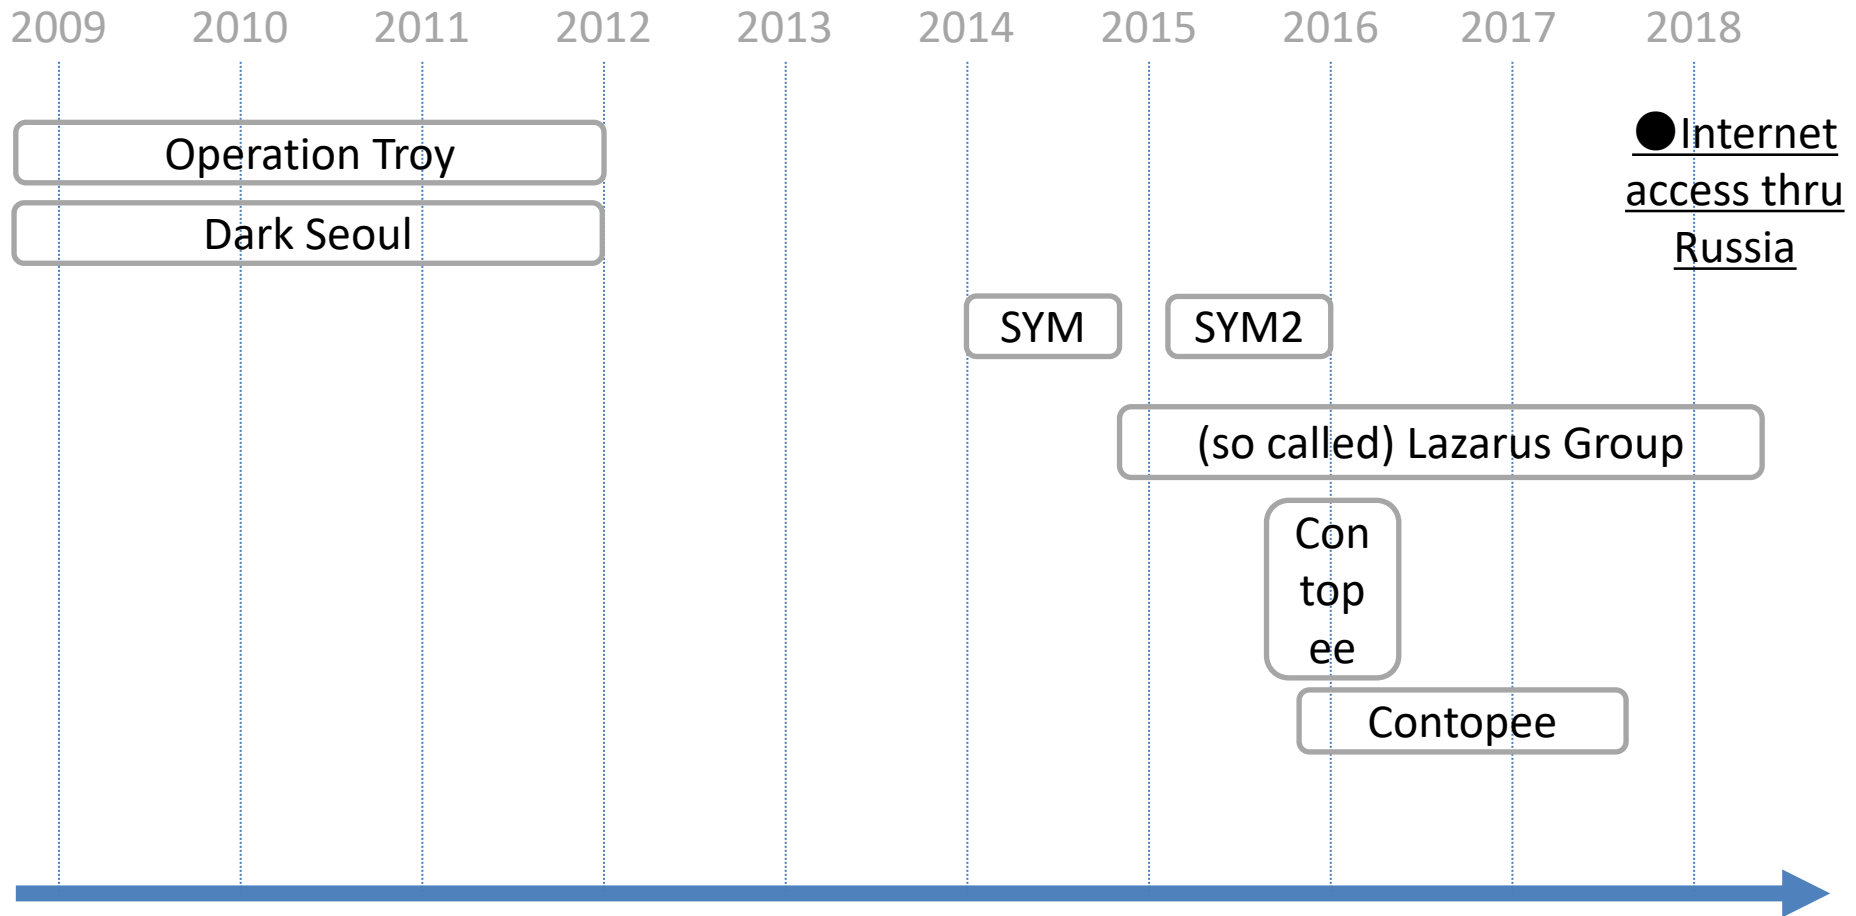 2009 2010 2011 2012 2013 2014 2015 2016 2017 2018
Operation Troy
●Internet
access thru
Russia
Dark Seoul
SYM SYM2
(so called) Lazarus Group
Con
top
ee
Contopee